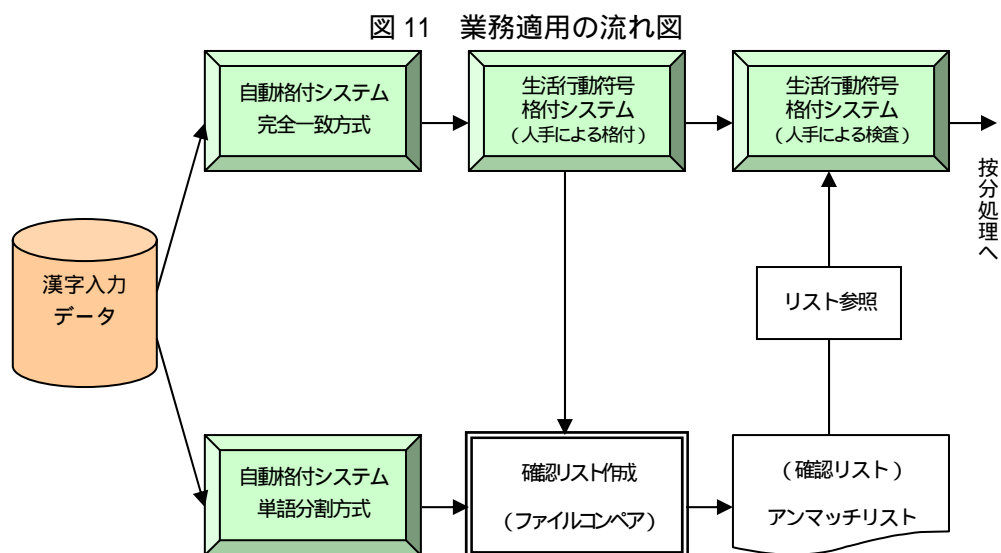 図 11　業務適用の流れ図
自動格付システム
完全一致方式
生活行動符号
格付システム
（人手による格付）
生活行動符号
格付システム
（人手による検査）
按分処理へ
漢字入力
データ
リスト参照
自動格付システム
単語分割方式
確認リスト作成
（ファイルコンペア）
（確認リスト）
アンマッチリスト